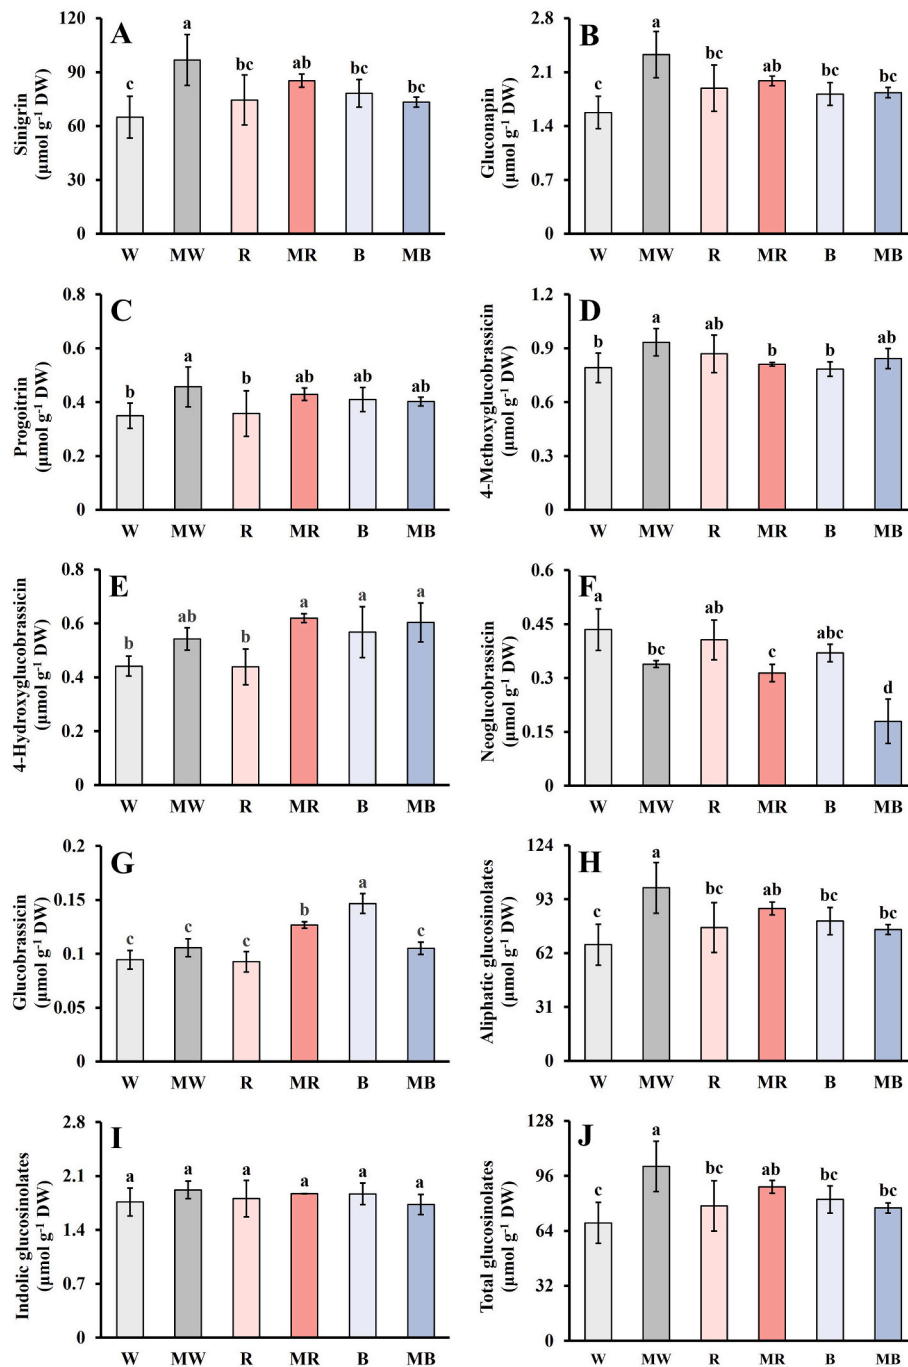 A
Sinigrin
(µmol g⁻¹ DW)
120
90
60
30
0
c
a
bc
ab
bc
bc
W MW R MR B MB
B
Gluconapin
(µmol g⁻¹ DW)
2.8
2.1
1.4
0.7
0
c
a
bc
ab
bc
bc
W MW R MR B MB
C
Progoitrin
(µmol g⁻¹ DW)
0.8
0.6
0.4
0.2
0
b
a
b
ab
ab
ab
W MW R MR B MB
D
4-Methoxyglucobrassicin
(µmol g⁻¹ DW)
1.2
0.9
0.6
0.3
0
b
a
ab
b
b
ab
W MW R MR B MB
E
4-Hydroxyglucobrassicin
(µmol g⁻¹ DW)
0.8
0.6
0.4
0.2
0
b
ab
b
a
a
a
W MW R MR B MB
F
Neoglucobrassicin
(µmol g⁻¹ DW)
0.6
0.45
0.3
0.15
0
a
bc
ab
c
abc
d
W MW R MR B MB
G
Glucobrassicin
(µmol g⁻¹ DW)
0.2
0.15
0.1
0.05
0
c
c
c
b
a
c
W MW R MR B MB
H
Aliphatic glucosinolates
(µmol g⁻¹ DW)
124
93
62
31
0
c
a
bc
ab
bc
bc
W MW R MR B MB
I
Indolic glucosinolates
(µmol g⁻¹ DW)
2.8
2.1
1.4
0.7
0
a
a
a
a
a
a
W MW R MR B MB
J
Total glucosinolates
(µmol g⁻¹ DW)
128
96
64
32
0
c
a
bc
ab
bc
bc
W MW R MR B MB